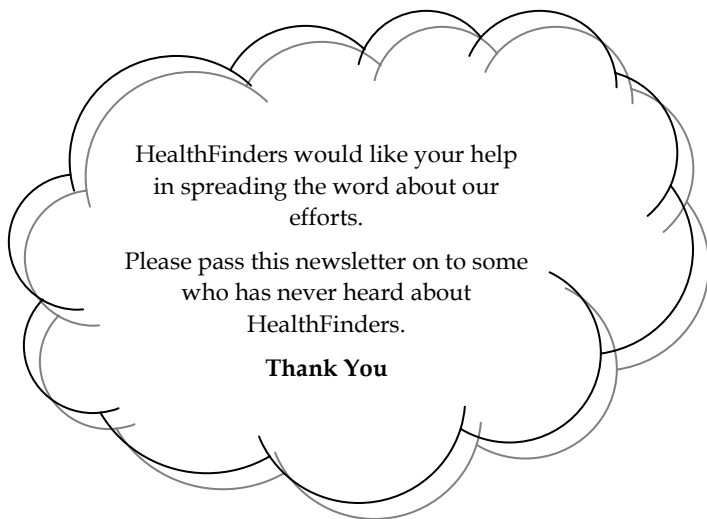 HealthFinders would like your help
in spreading the word about our
efforts.
Please pass this newsletter on to some
who has never heard about
HealthFinders.
Thank You